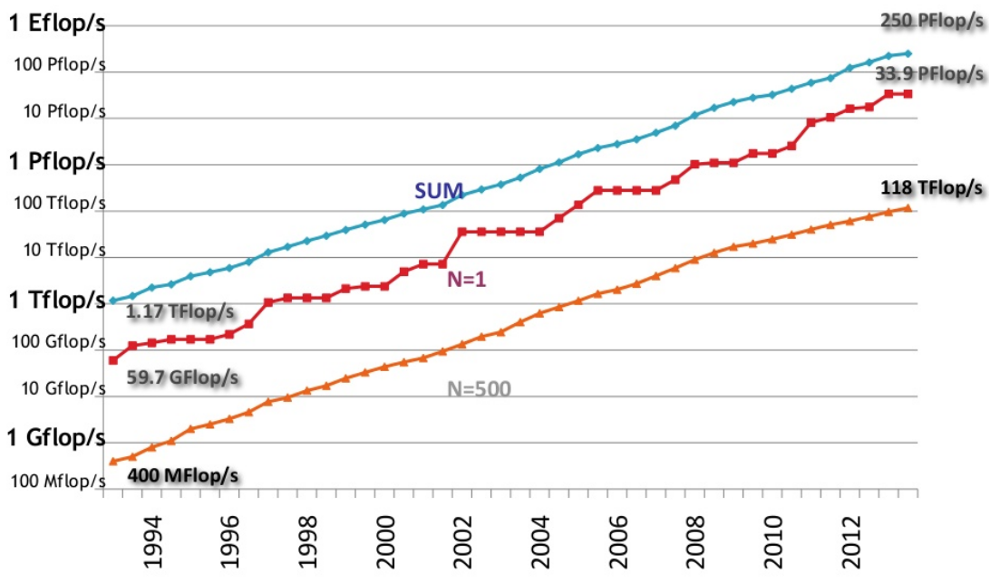 1 Eflop/s
250 PFlop/s
100 Pflop/s
33.9 PFlop/s
10 Pflop/s
1 Pflop/s
SUM
118 TFlop/s
100 Tflop/s
10 Tflop/s
N=1
1 Tflop/s
1.17 TFlop/s
100 Gflop/s
59.7 GFlop/s
10 Gflop/s
N=500
1 Gflop/s
100 Mflop/s
400 MFlop/s
1994
1996
1998
2000
2002
2004
2006
2008
2010
2012